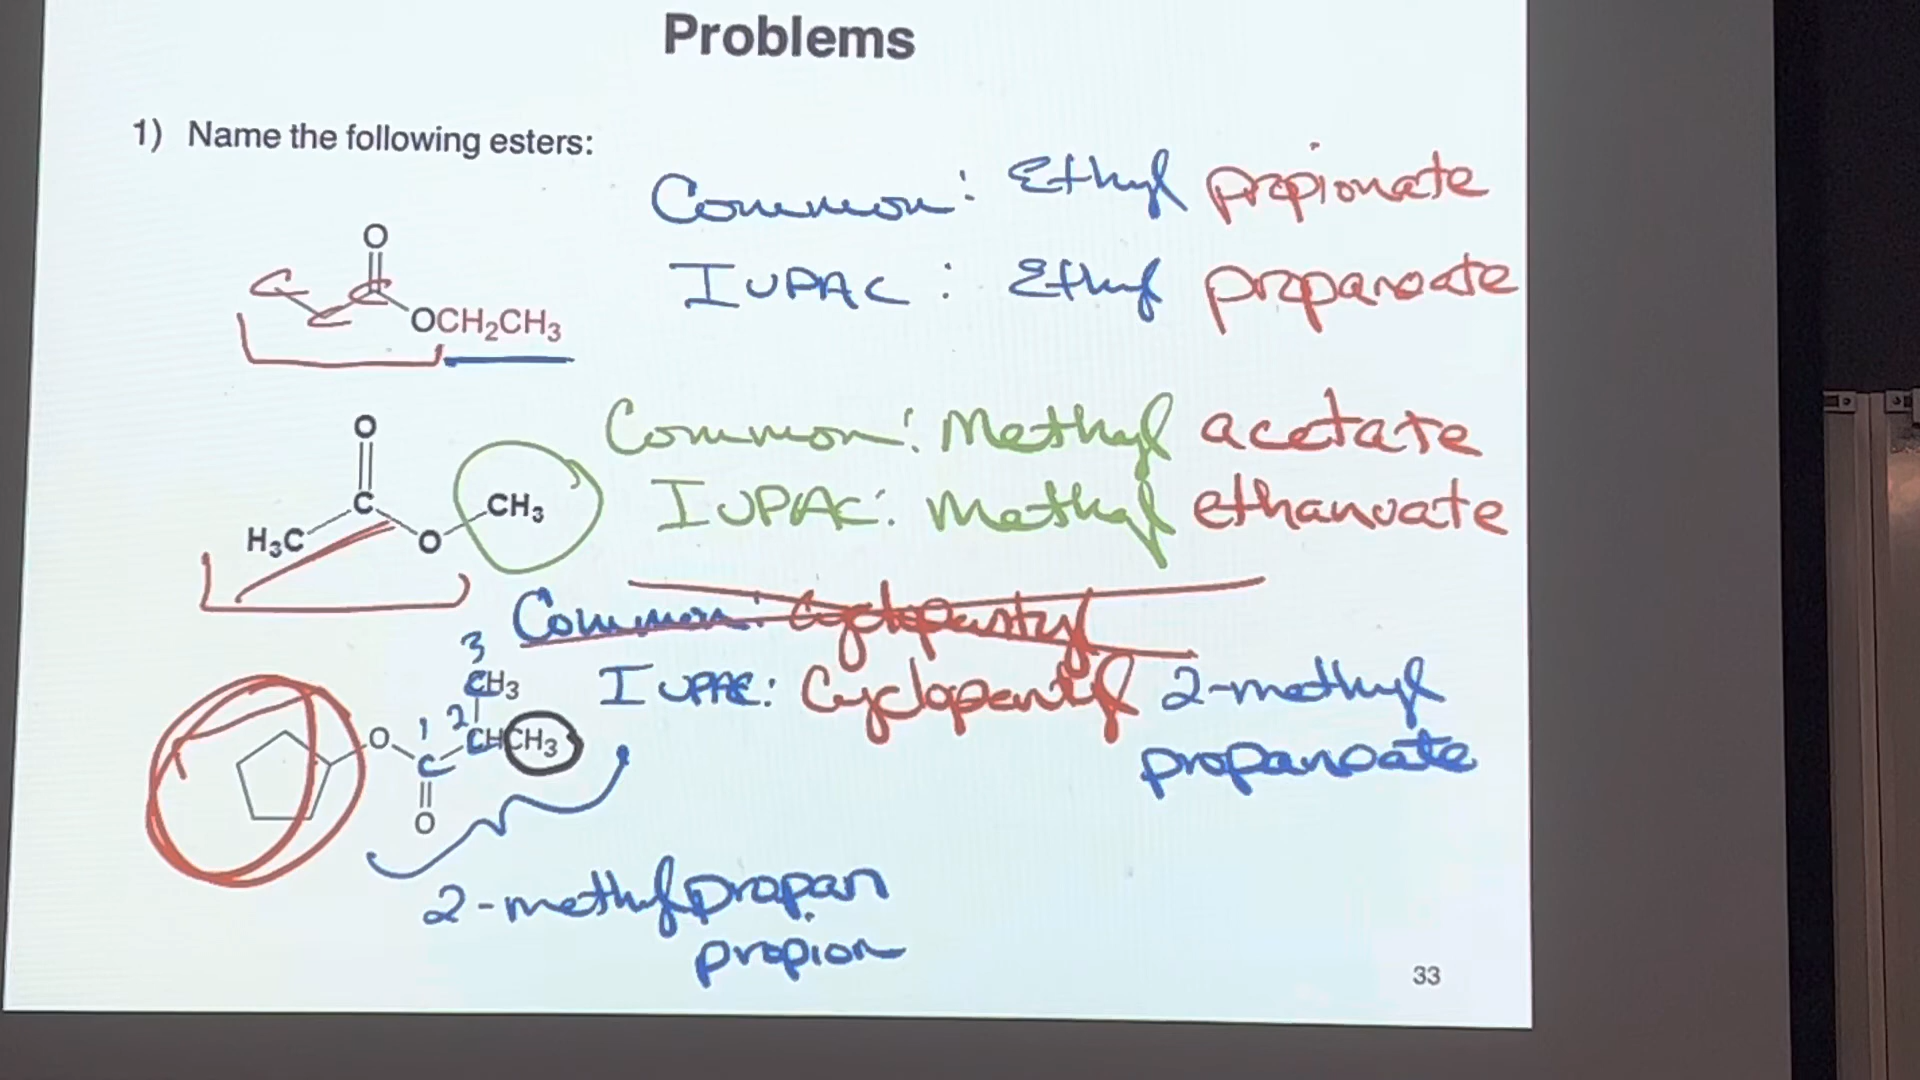 Problems
1) Name the following esters:
Common: Ethyl propionate
IUPAC: Ethyl propanoate
O
C C C
OCH₂CH₃
Common: Methyl acetate
IUPAC: Methyl ethanoate
O
C
H₃C O CH₃
Common: Cyclopentyl
IUPAC: Cyclopentyl 2-methyl
propanoate
3
CH₃
1 2
O C CHCH₃
O
2-methylpropan
propion
33